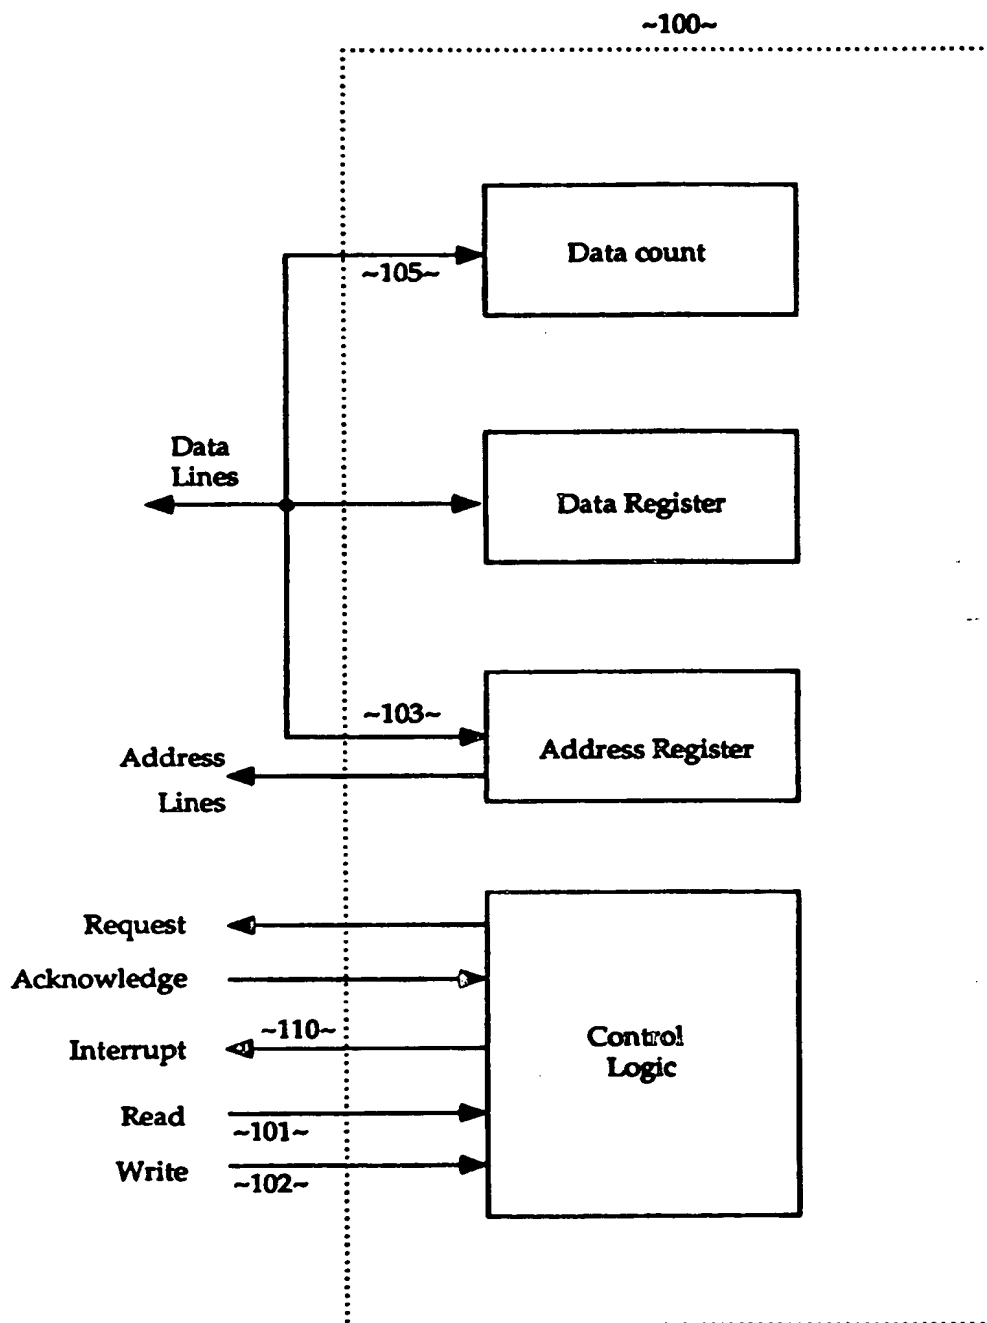 ~100~
Data count
~105~
Data
Lines
Data Register
~103~
Address Register
Address
Lines
Request
Acknowledge
~110~
Interrupt
Control
Logic
Read
~101~
Write
~102~